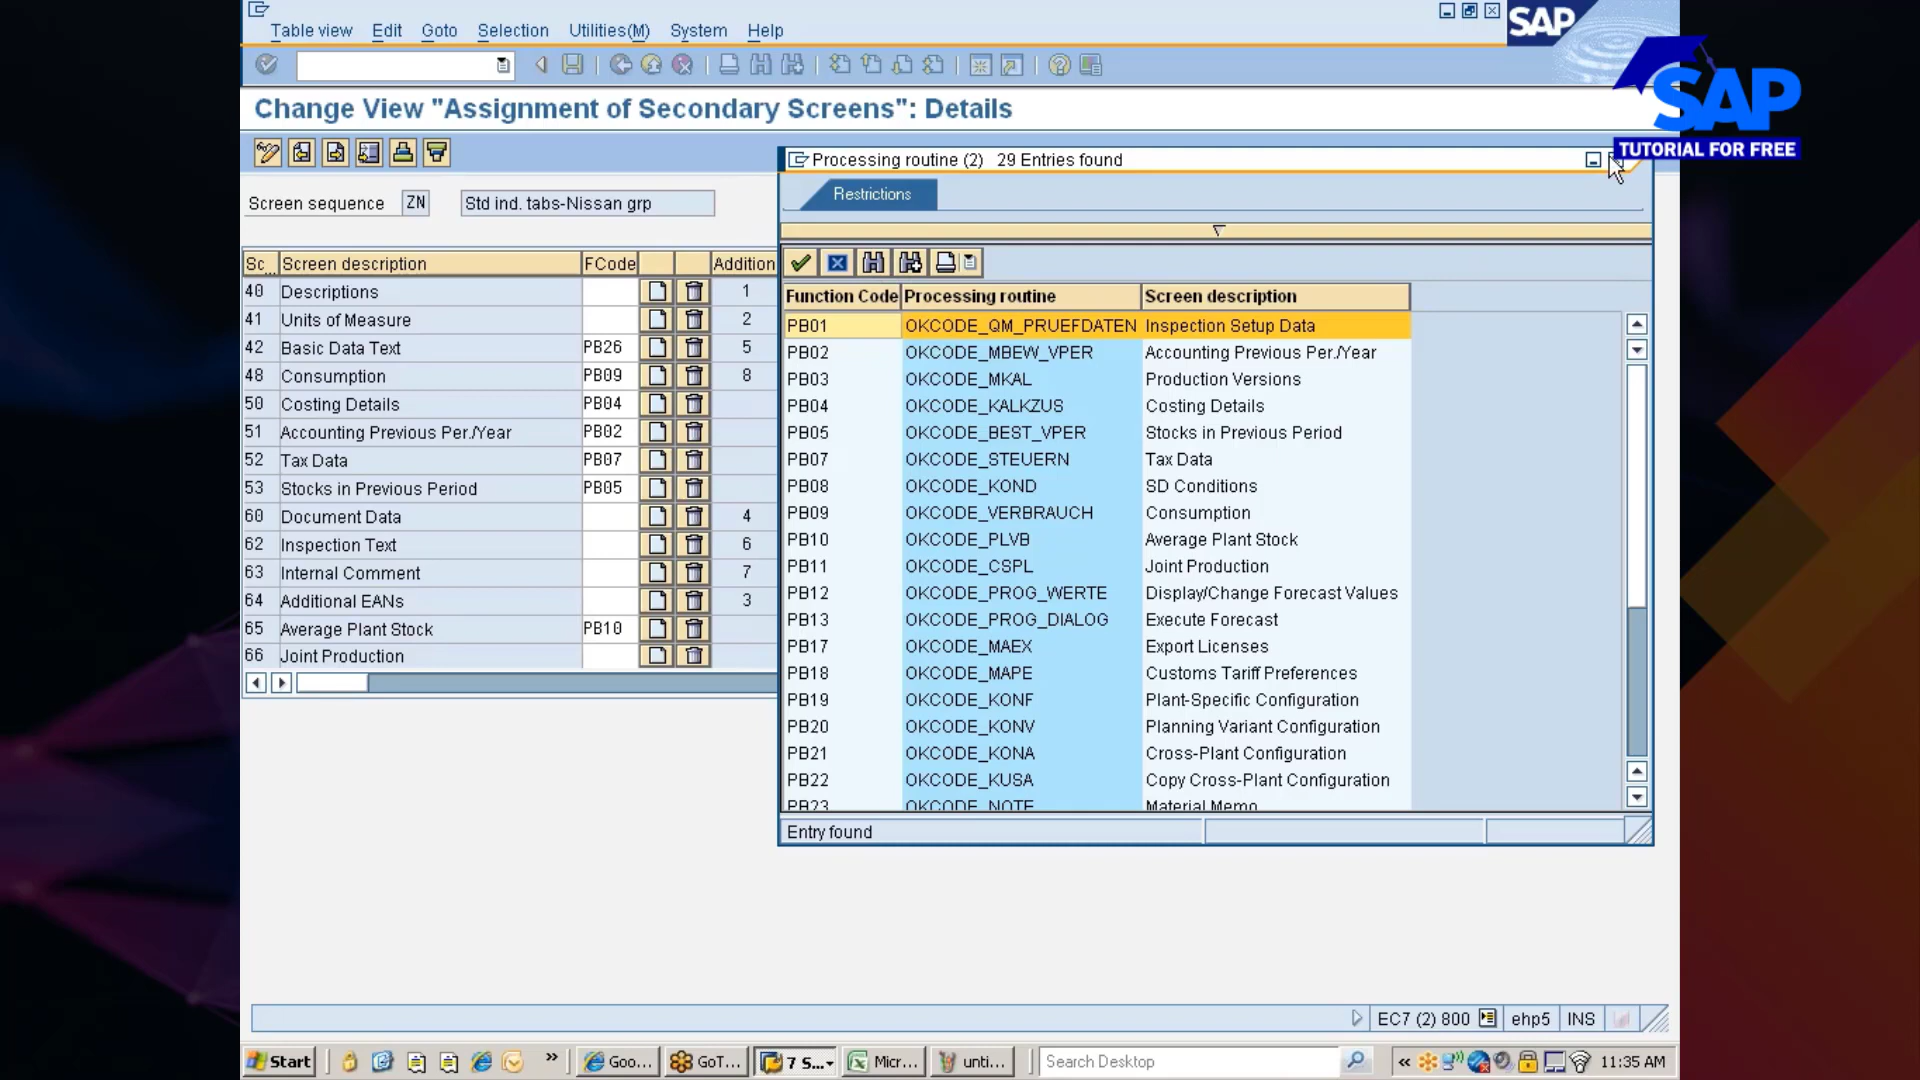 Table view Edit Goto Selection Utilities(M) System Help
SAP
SAP
TUTORIAL FOR FREE
Change View "Assignment of Secondary Screens": Details
Screen sequence ZN Std ind. tabs-Nissan grp
Sc... Screen description FCode Addition
40 Descriptions 1
41 Units of Measure 2
42 Basic Data Text PB26 5
48 Consumption PB09 8
50 Costing Details PB04
51 Accounting Previous Per./Year PB02
52 Tax Data PB07
53 Stocks in Previous Period PB05
60 Document Data 4
62 Inspection Text 6
63 Internal Comment 7
64 Additional EANs 3
65 Average Plant Stock PB10
66 Joint Production
Processing routine (2) 29 Entries found
Restrictions
Function Code Processing routine Screen description
PB01 OKCODE_QM_PRUEFDATEN Inspection Setup Data
PB02 OKCODE_MBEW_VPER Accounting Previous Per./Year
PB03 OKCODE_MKAL Production Versions
PB04 OKCODE_KALKZUS Costing Details
PB05 OKCODE_BEST_VPER Stocks in Previous Period
PB07 OKCODE_STEUERN Tax Data
PB08 OKCODE_KOND SD Conditions
PB09 OKCODE_VERBRAUCH Consumption
PB10 OKCODE_PLVB Average Plant Stock
PB11 OKCODE_CSPL Joint Production
PB12 OKCODE_PROG_WERTE Display/Change Forecast Values
PB13 OKCODE_PROG_DIALOG Execute Forecast
PB17 OKCODE_MAEX Export Licenses
PB18 OKCODE_MAPE Customs Tariff Preferences
PB19 OKCODE_KONF Plant-Specific Configuration
PB20 OKCODE_KONV Planning Variant Configuration
PB21 OKCODE_KONA Cross-Plant Configuration
PB22 OKCODE_KUSA Copy Cross-Plant Configuration
PB23 OKCODE_NOTE Material Memo
Entry found
EC7 (2) 800 ehp5 INS
Start » Goo... GoT... 7 S... Micr... unti... Search Desktop « 11:35 AM